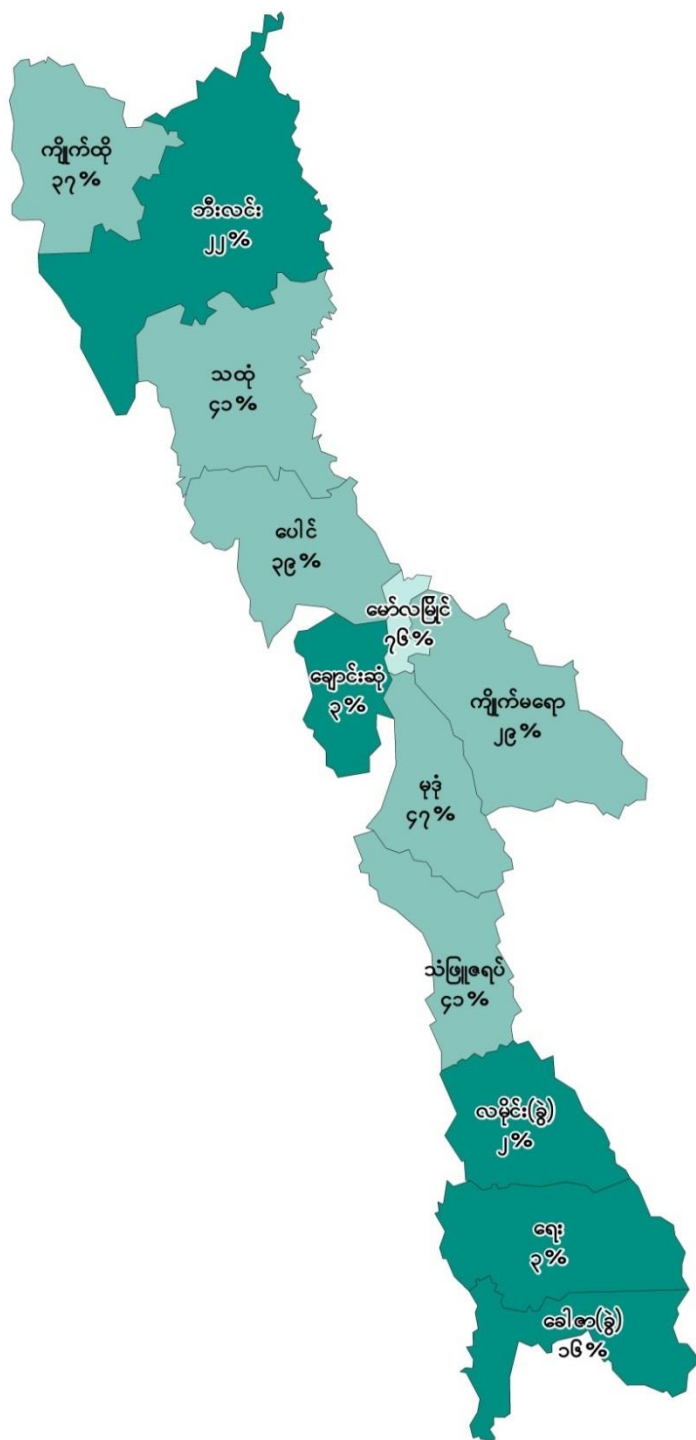 ကျိုက်ထို
၃၇%
ဘီးလင်း
၂၂%
သထုံ
၄၁%
ပေါင်
၃၉%
မော်လမြိုင်
၇၆%
ချောင်းဆုံ
၃%
ကျိုက်မရော
၂၉%
မုဒုံ
၄၇%
သံဖြူဇရပ်
၄၁%
လမိုင်း(ခွဲ)
၂%
ရေး
၃%
ခေါဇာ(ခွဲ)
၁၆%